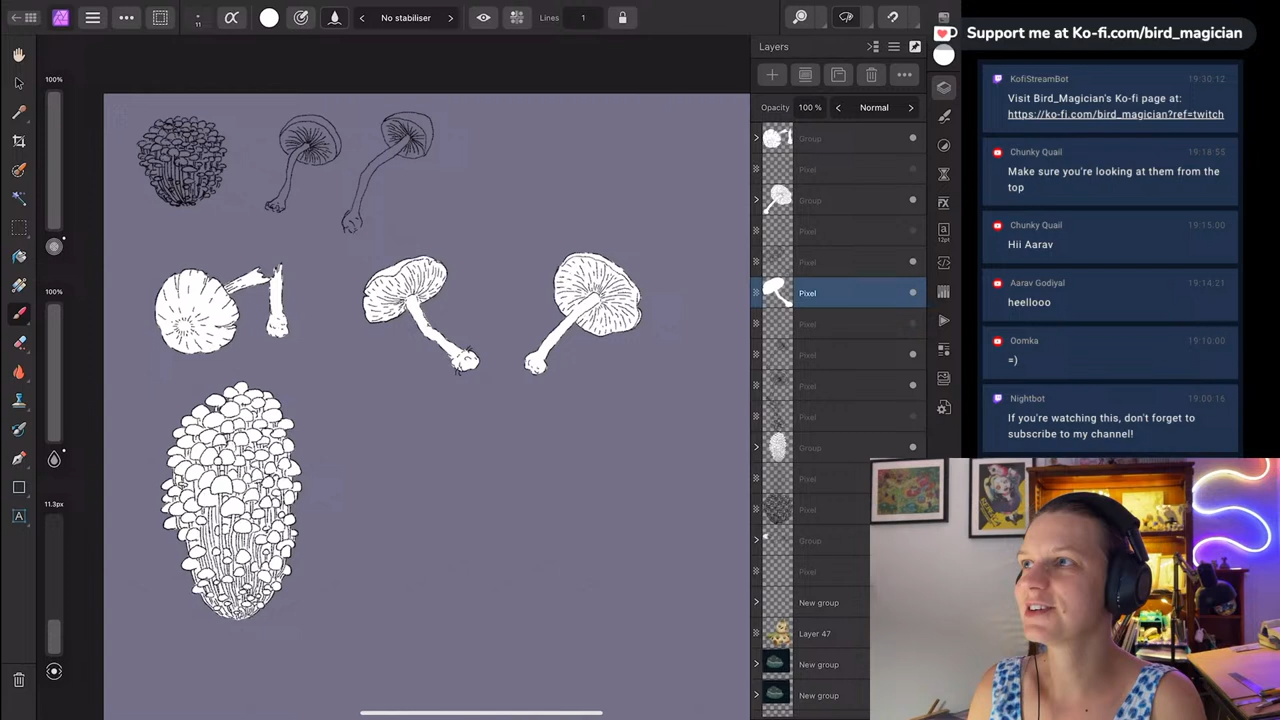 11
No stabiliser
Lines
1
Support me at Ko-fi.com/bird_magician
100%
Layers
Opacity 100 % Normal
Group
Pixel
Group
Pixel
Pixel
Pixel
Pixel
Pixel
Pixel
Pixel
Group
Pixel
Pixel
Group
Pixel
New group
Layer 47
New group
New group
100%
11.3px
A
12pt
FX
KofiStreamBot 19:30:12
Visit Bird_Magician's Ko-fi page at:
https://ko-fi.com/bird_magician?ref=twitch
Chunky Quail 19:18:55
Make sure you're looking at them from the
top
Chunky Quail 19:15:00
Hii Aarav
Aarav Godiyal 19:14:21
heellooo
Oomka 19:10:00
=)
Nightbot 19:00:16
If you're watching this, don't forget to
subscribe to my channel!